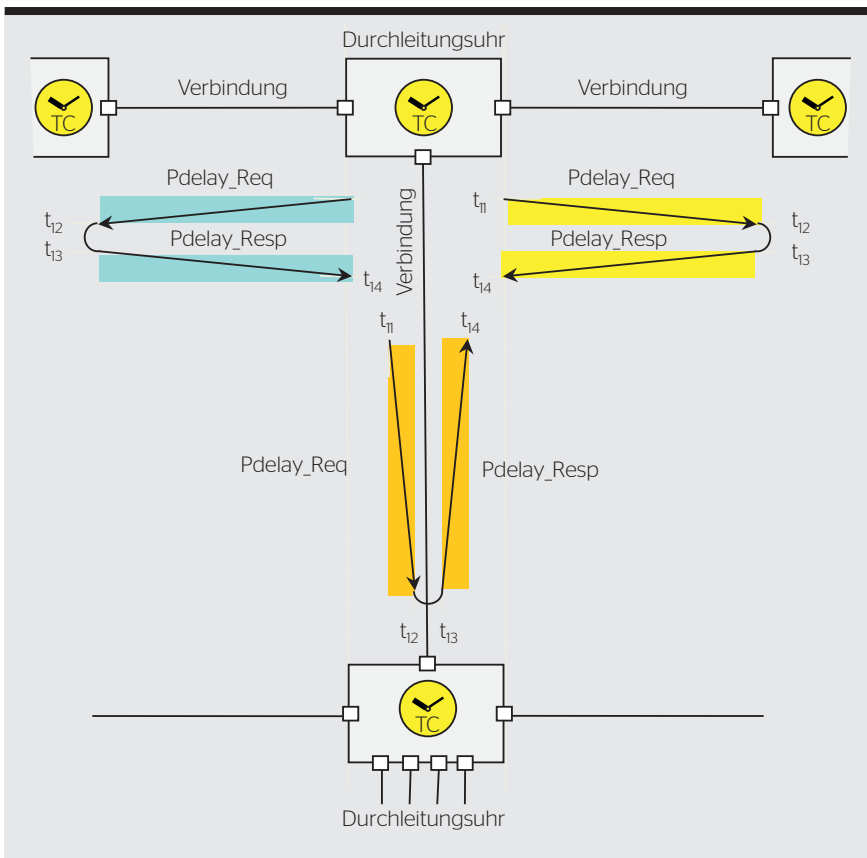 Durchleitungsuhr
Verbindung
Verbindung
TC
TC
TC
Pdelay_Req
Pdelay_Req
t11
t12
t12
Pdelay_Resp
Pdelay_Resp
t13
t13
Verbindung
t14
t14
t11
t14
Pdelay_Req
Pdelay_Resp
t12
t13
TC
Durchleitungsuhr